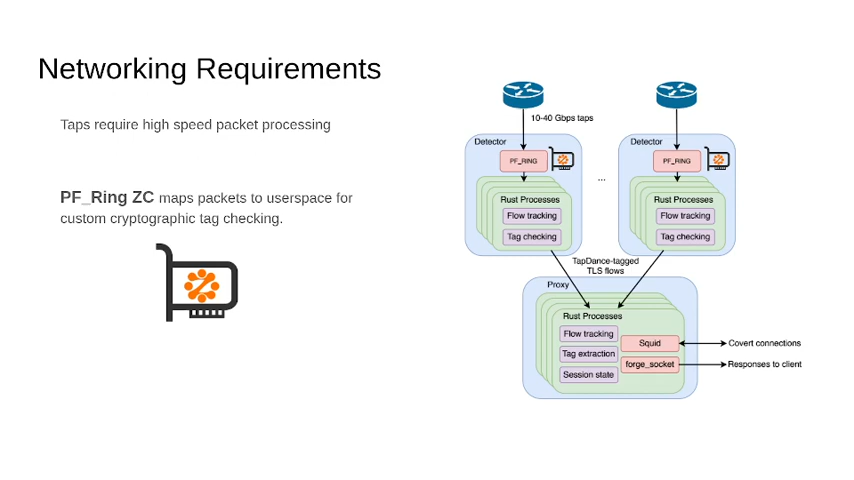 Networking Requirements
Taps require high speed packet processing
PF_Ring ZC maps packets to userspace for
custom cryptographic tag checking.
10-40 Gbps taps
Detector
PF_RING
Rust Processes
Flow tracking
Tag checking
...
Detector
PF_RING
Rust Processes
Flow tracking
Tag checking
TapDance-tagged
TLS flows
Proxy
Rust Processes
Flow tracking
Tag extraction
Session state
Squid
forge_socket
Covert connections
Responses to client